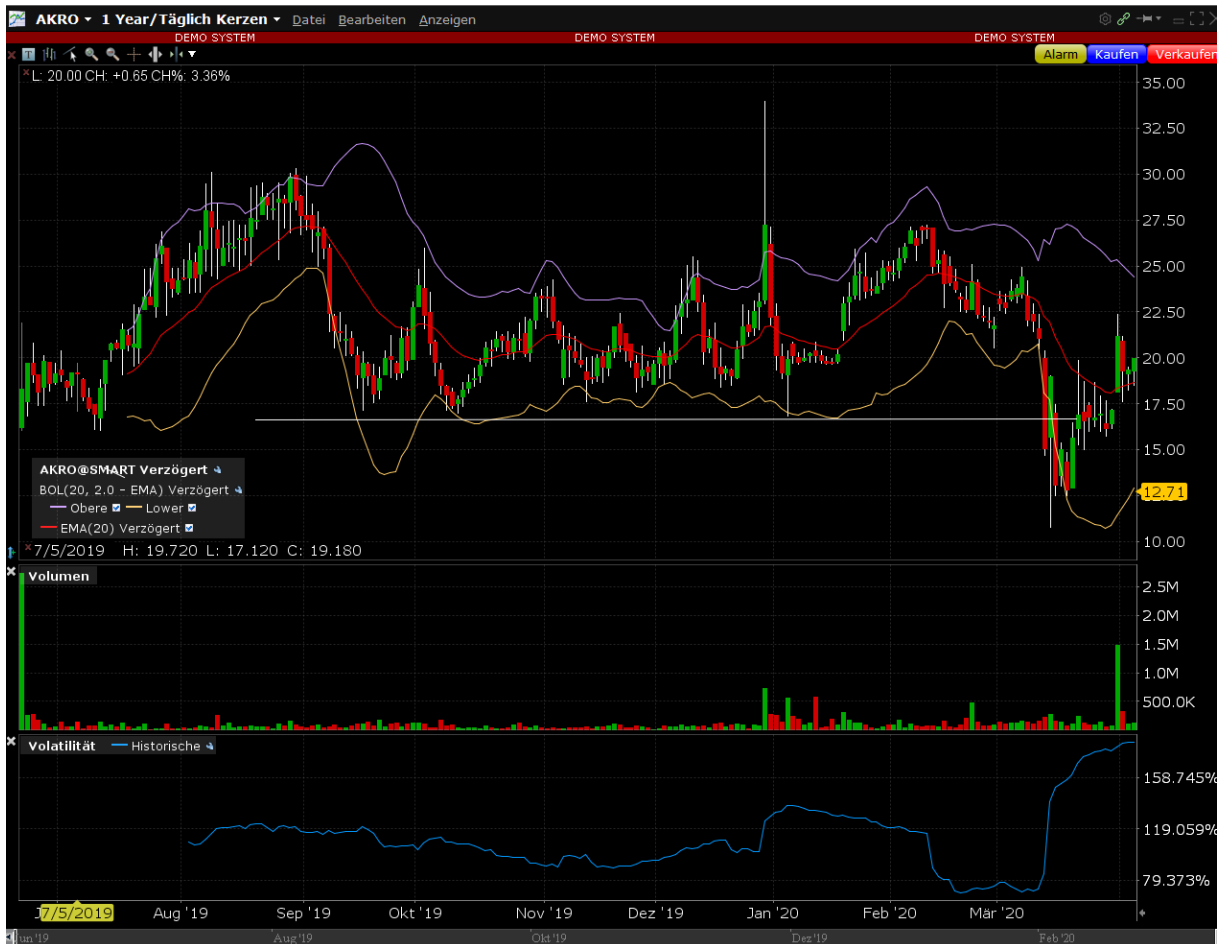 AKRO 1 Year/Täglich Kerzen Datei Bearbeiten Anzeigen
DEMO SYSTEM DEMO SYSTEM DEMO SYSTEM
Alarm Kaufen Verkaufen
L: 20.00 CH: +0.65 CH%: 3.36%
35.00
32.50
30.00
27.50
25.00
22.50
20.00
17.50
15.00
12.71
10.00
AKRO@SMART Verzögert
BOL(20, 2.0 – EMA) Verzögert
Obere Lower
EMA(20) Verzögert
7/5/2019 H: 19.720 L: 17.120 C: 19.180
Volumen
2.5M
2.0M
1.5M
1.0M
500.0K
Volatilität Historische
158.745%
119.059%
79.373%
7/5/2019 Aug '19 Sep '19 Okt '19 Nov '19 Dez '19 Jan '20 Feb '20 Mär '20
Aug '19 Okt '19 Dez '19 Feb '20